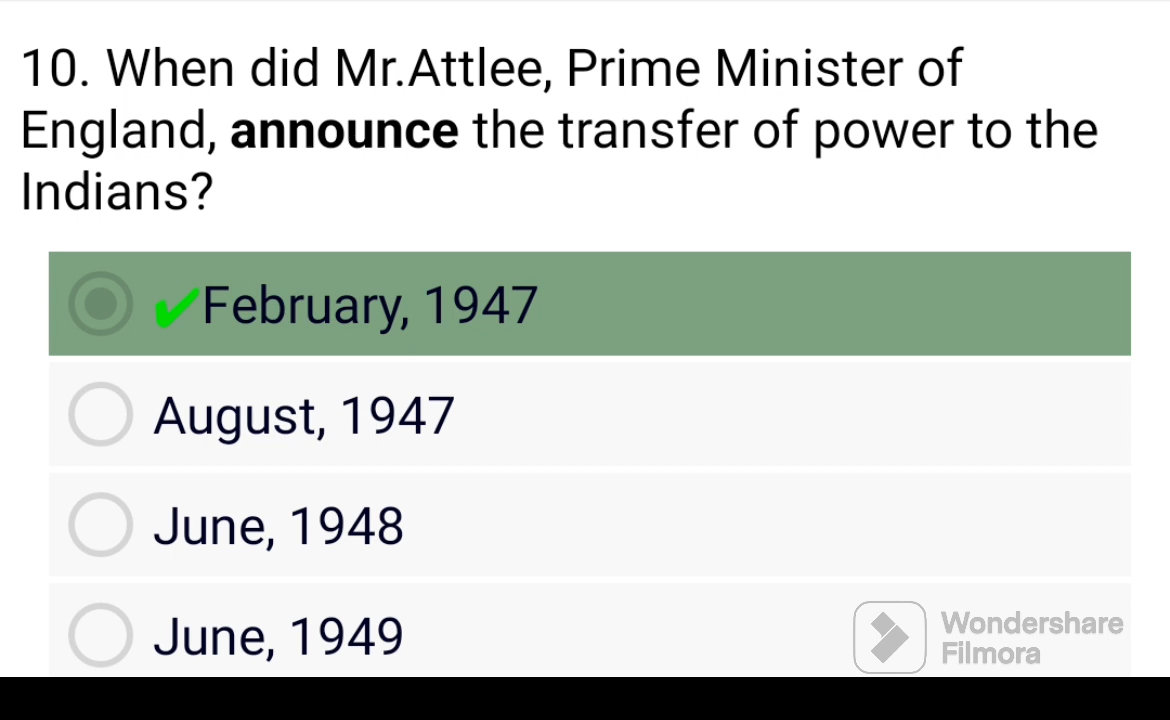 10. When did Mr.Attlee, Prime Minister of
England, announce the transfer of power to the
Indians?
February, 1947
August, 1947
June, 1948
June, 1949
Wondershare
Filmora